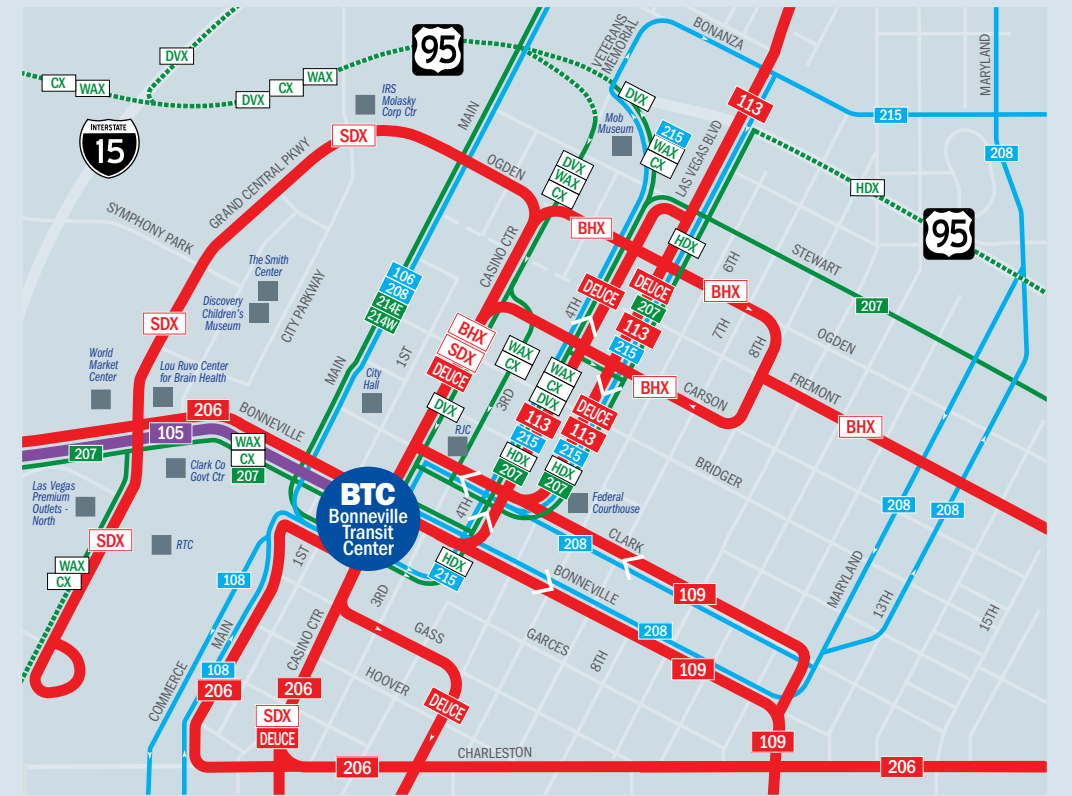 95
VETERANS
MEMORIAL
BONANZA
MARYLAND
DVX
CX
WAX
DVX
CX
WAX
IRS
Molasky
Corp Ctr
DVX
113
215
208
INTERSTATE
15
SDX
MAIN
Mob
Museum
215
WAX
CX
LAS VEGAS BLVD
OGDEN
DVX
WAX
CX
HDX
95
GRAND CENTRAL PKWY
SYMPHONY PARK
BHX
HDX
CASINO CTR
6TH
STEWART
The Smith
Center
106
208
214E
214W
DEUCE
DEUCE
207
113
215
BHX
207
Discovery
Children's
Museum
CITY PARKWAY
4TH
7TH
8TH
OGDEN
SDX
BHX
SDX
DEUCE
World
Market
Center
Lou Ruvo Center
for Brain Health
MAIN
1ST
City
Hall
WAX
CX
WAX
CX
DVX
113
215
HDX
207
BHX
CARSON
FREMONT
BHX
DVX
3RD
DEUCE
113
215
HDX
207
206
BONNEVILLE
105
207
WAX
CX
207
RJC
BRIDGER
Clark Co
Govt Ctr
Las Vegas
Premium
Outlets -
North
BTC
Bonneville
Transit
Center
4TH
Federal
Courthouse
208
208
SDX
RTC
208
CLARK
1ST
HDX
215
WAX
CX
108
3RD
BONNEVILLE
109
MARYLAND
13TH
15TH
MAIN
CASINO CTR
GASS
GARCES
208
8TH
COMMERCE
108
206
HOOVER
109
206
SDX
DEUCE
DEUCE
109
CHARLESTON
206
206